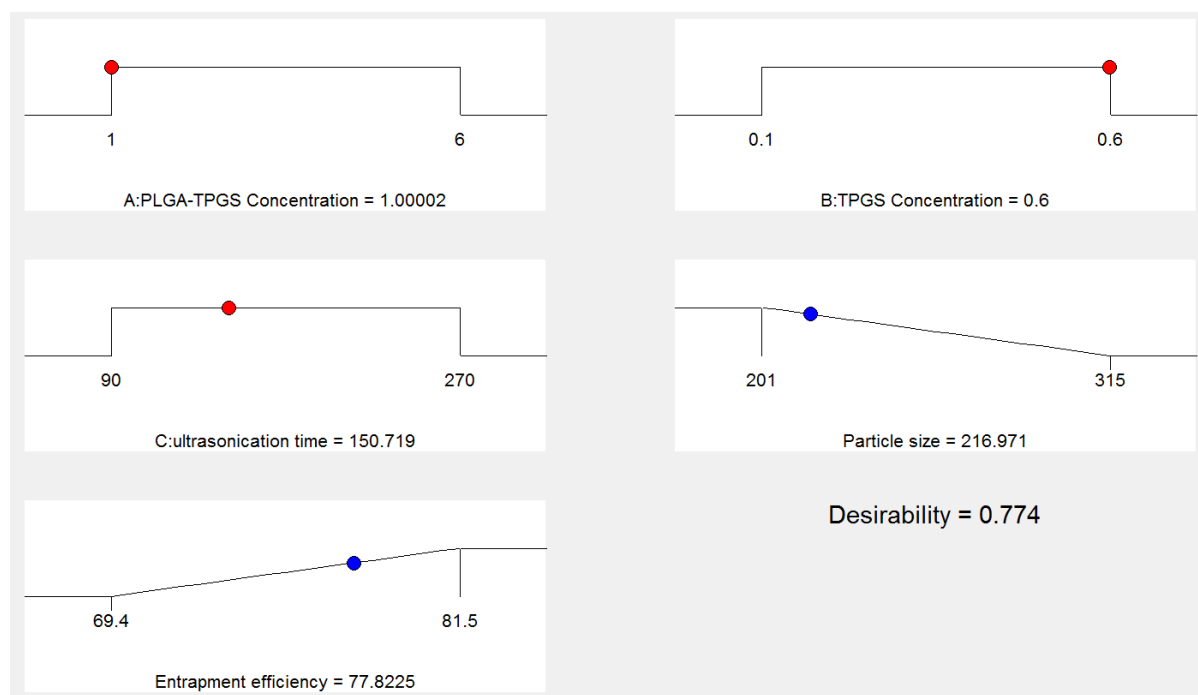 1 6
A:PLGA-TPGS Concentration = 1.00002
0.1 0.6
B:TPGS Concentration = 0.6
90 270
C:ultrasonication time = 150.719
201 315
Particle size = 216.971
69.4 81.5
Entrapment efficiency = 77.8225
Desirability = 0.774